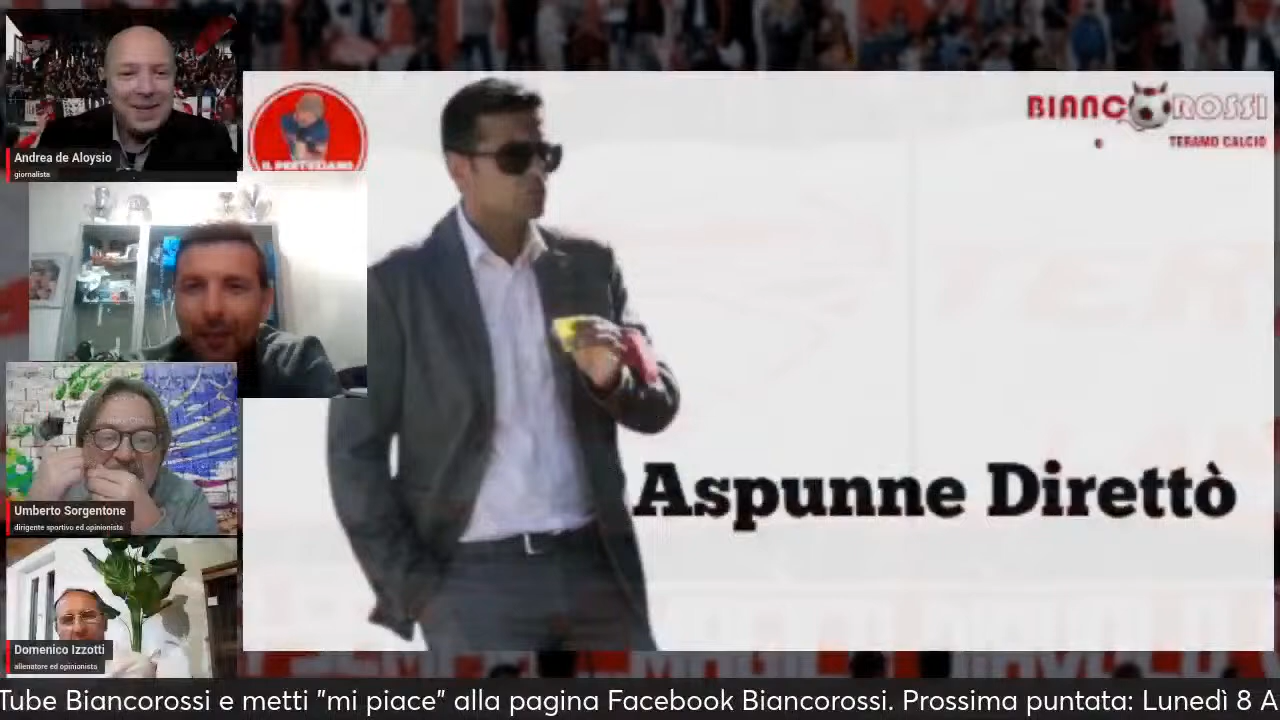 Andrea de Aloysio
giornalista
IL PRETUZIANO
BIANCOROSSI
TERAMO CALCIO
Umberto Sorgentone
dirigente sportivo ed opinionista
Aspunne Direttò
Domenico Izzotti
allenatore ed opinionista
Tube Biancorossi e metti "mi piace" alla pagina Facebook Biancorossi. Prossima puntata: Lunedì 8 A